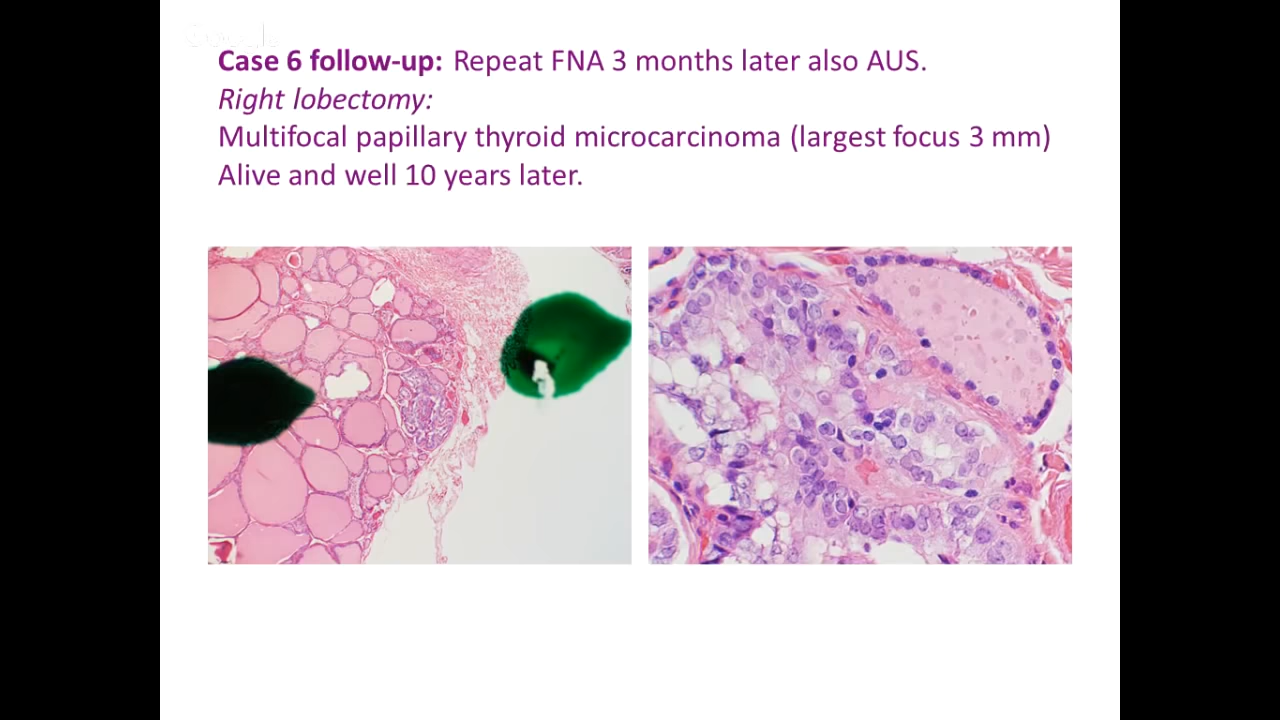 Case 6 follow-up: Repeat FNA 3 months later also AUS.
Right lobectomy:
Multifocal papillary thyroid microcarcinoma (largest focus 3 mm)
Alive and well 10 years later.